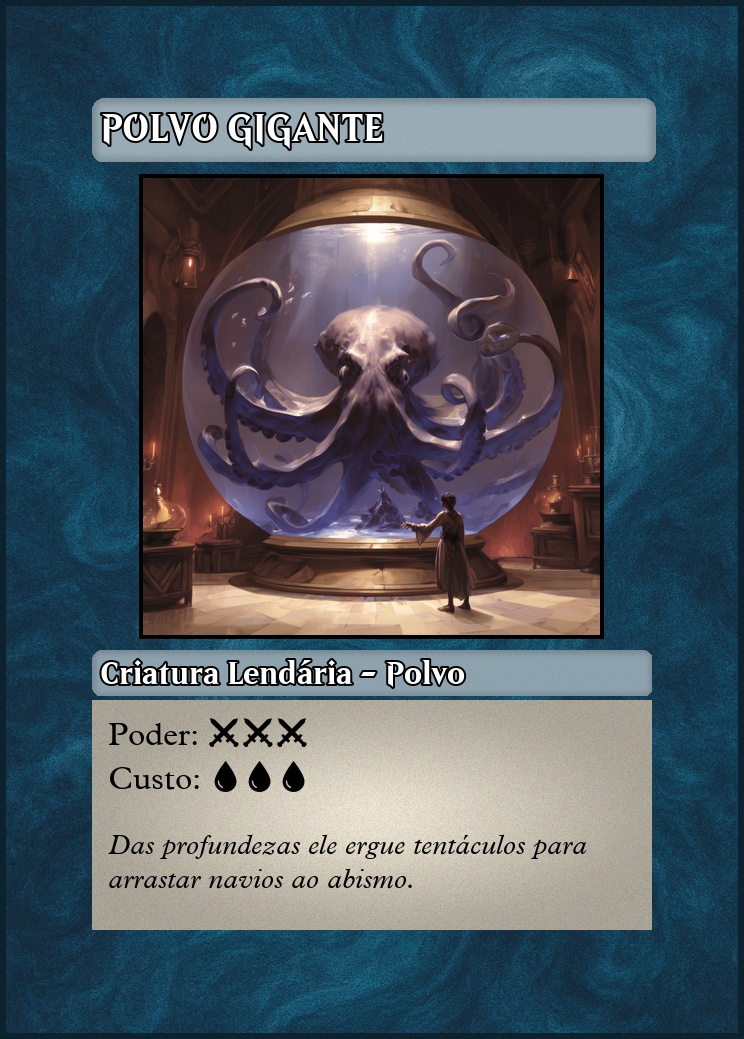 POLVO GIGANTE
Criatura Lendária - Polvo
Poder:
Custo:
Das profundezas ele ergue tentáculos para
arrastar navios ao abismo.